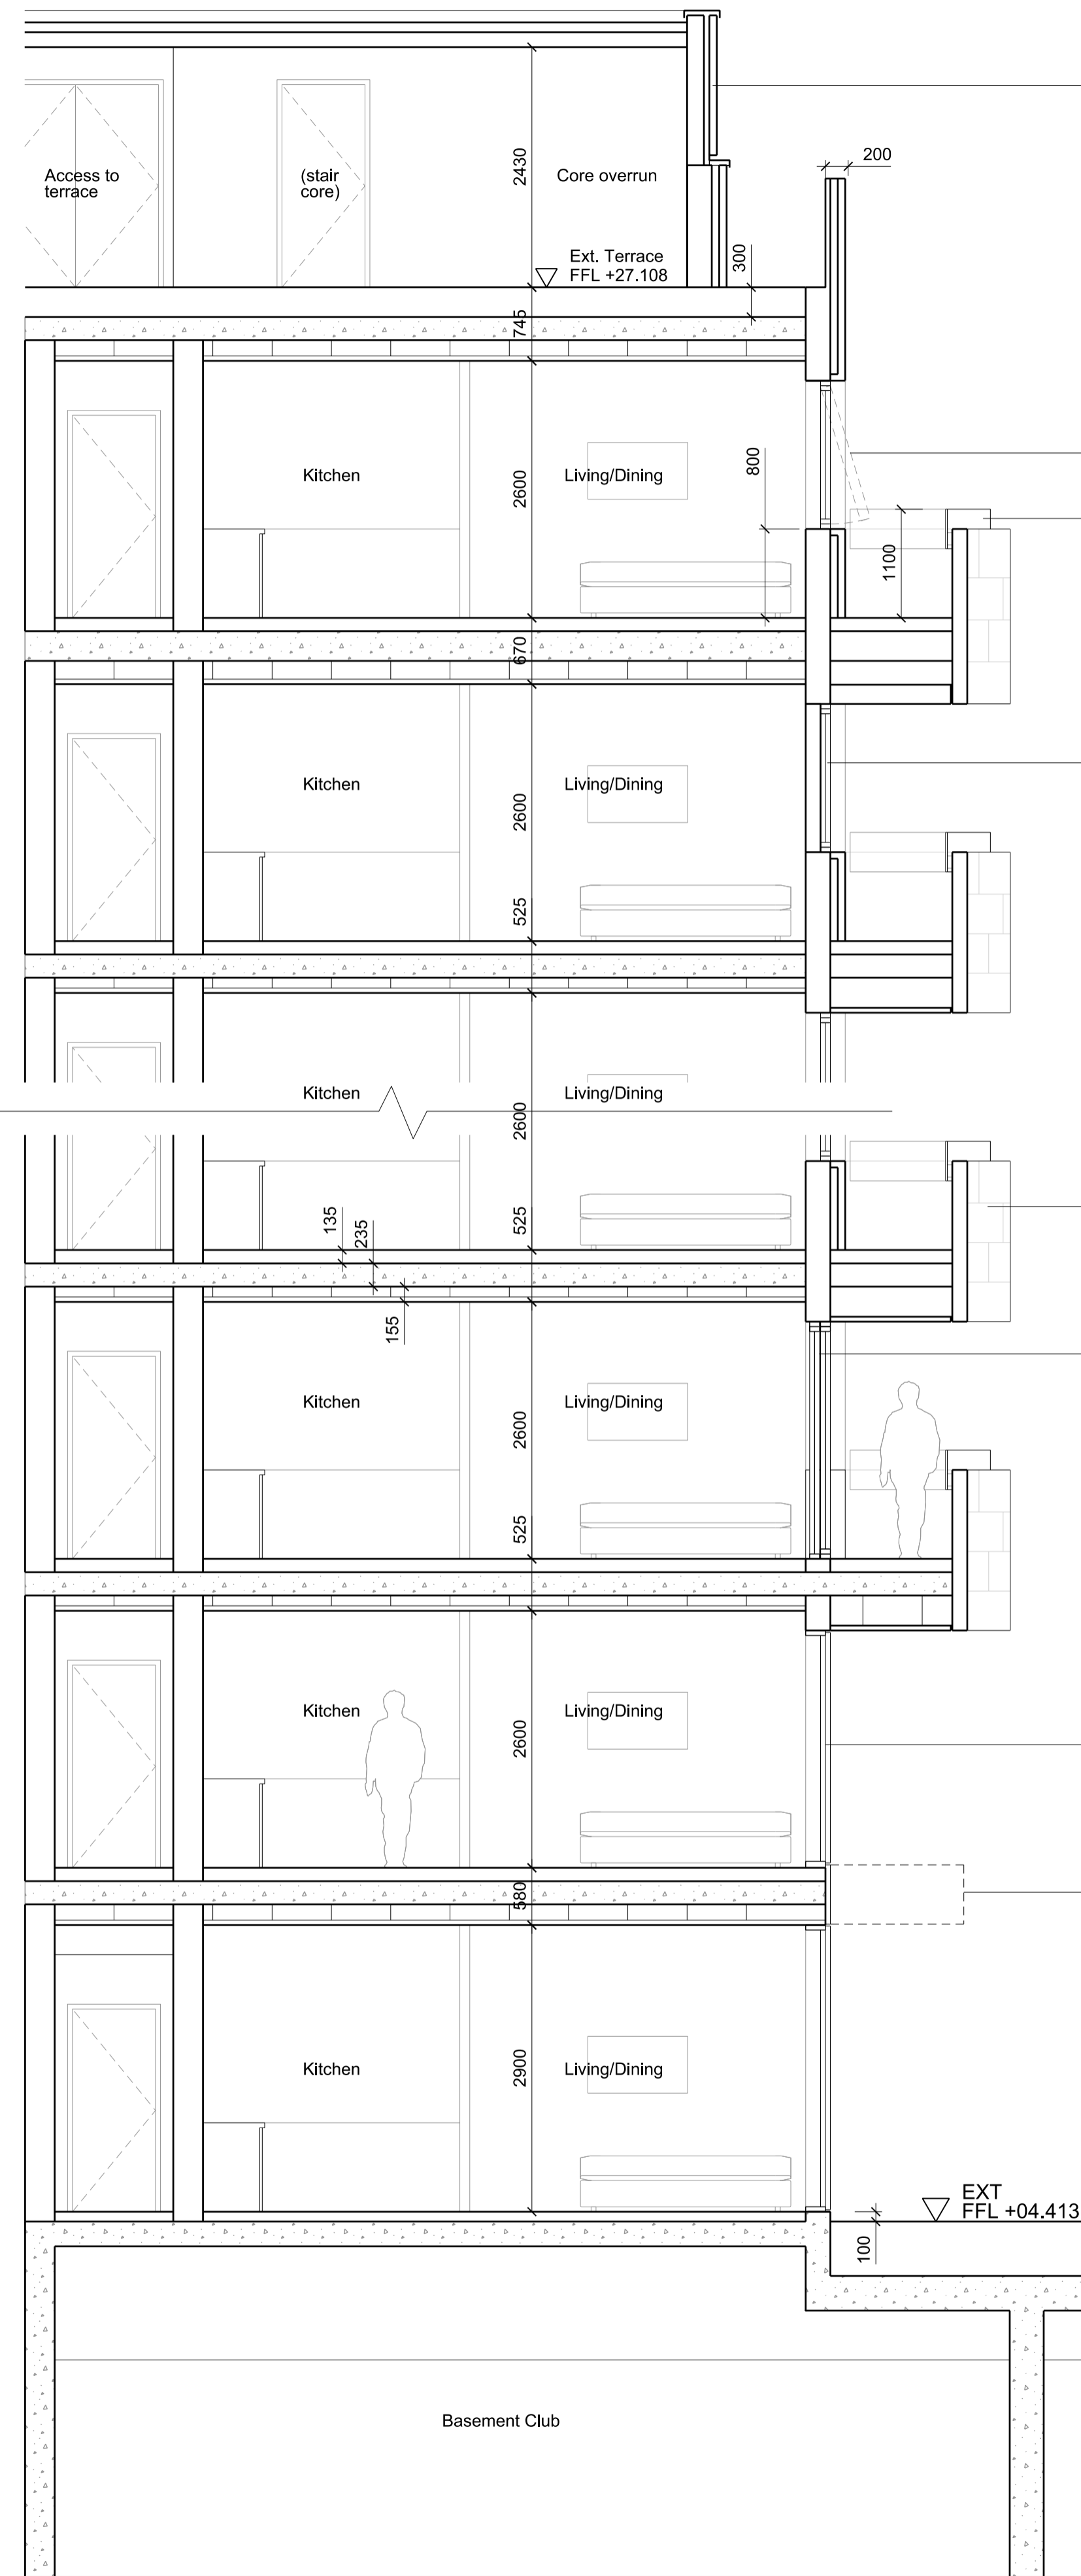 200
2430
Access to
terrace
(stair
core)
Core overrun
Ext. Terrace
FFL +27.108
300
745
800
Kitchen
2600
Living/Dining
1100
670
Kitchen
2600
Living/Dining
525
Kitchen
2600
Living/Dining
135
235
525
155
Kitchen
2600
Living/Dining
525
Kitchen
2600
Living/Dining
580
Kitchen
2900
Living/Dining
EXT
FFL +04.413
100
Basement Club